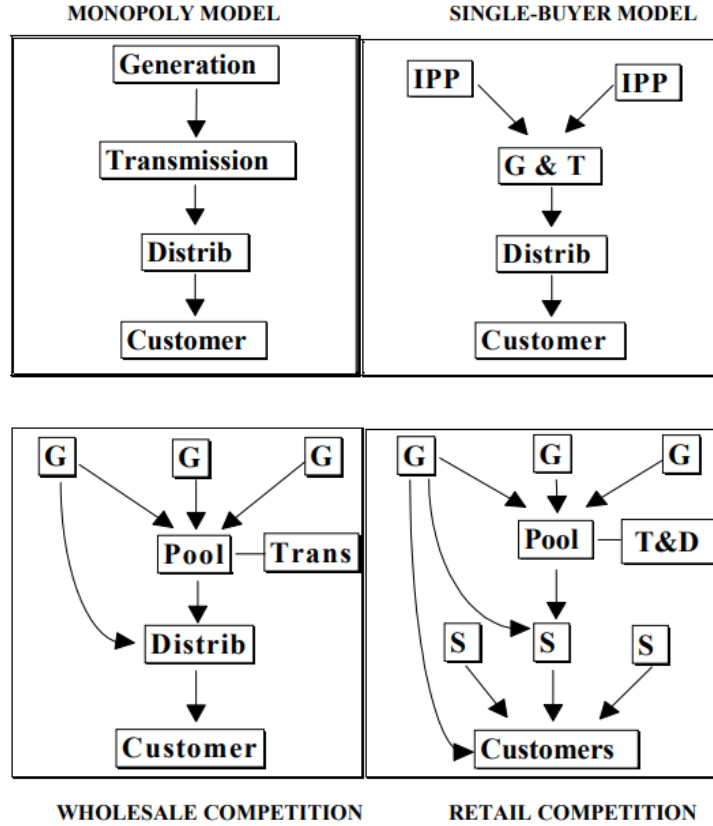 MONOPOLY MODEL
Generation
Transmission
Distrib
Customer
SINGLE-BUYER MODEL
IPP IPP
G & T
Distrib
Customer
G G G
Pool Trans
Distrib
Customer
WHOLESALE COMPETITION
G G G
Pool T&D
S S S
Customers
RETAIL COMPETITION